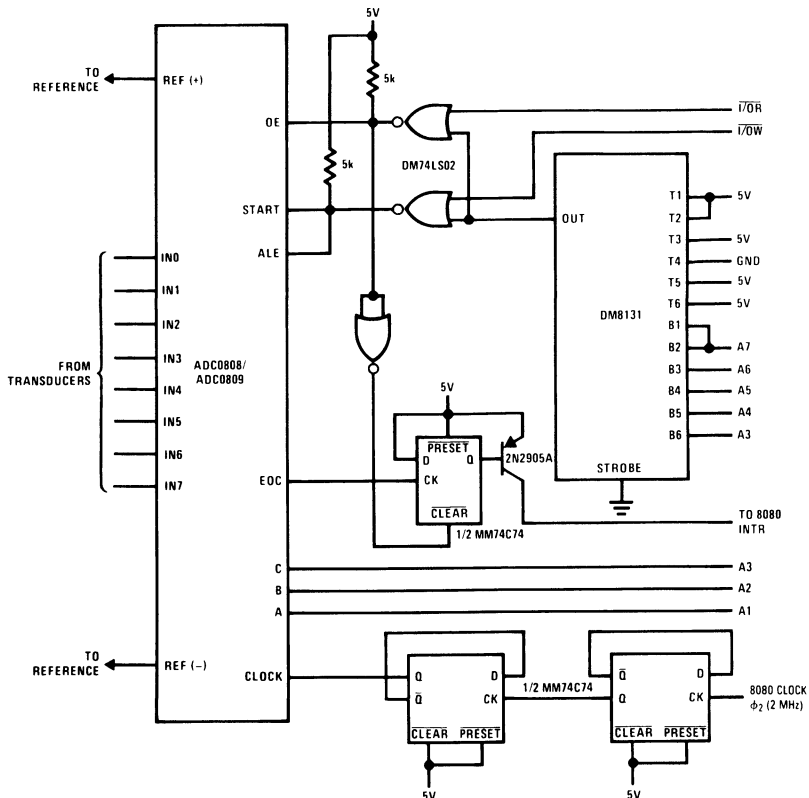 5V
TO
REFERENCE
REF (+)
5k
OE
I/OR
I/OW
DM74LS02
5k
START
ALE
OUT
T1
5V
T2
T3
5V
T4
GND
T5
5V
T6
5V
DM8131
B1
B2
A7
B3
A6
B4
A5
B5
A4
B6
A3
STROBE
IN0
IN1
IN2
IN3
IN4
IN5
IN6
IN7
FROM
TRANSDUCERS
ADC0808/
ADC0809
5V
PRESET
D
Q
2N2905A
EOC
CK
CLEAR
1/2 MM74C74
TO 8080
INTR
C
A3
B
A2
A
A1
TO
REFERENCE
REF (−)
CLOCK
Q
D
Q
CK
CLEAR
PRESET
5V
1/2 MM74C74
Q
D
Q
CK
CLEAR
PRESET
5V
8080 CLOCK
ϕ2 (2 MHz)